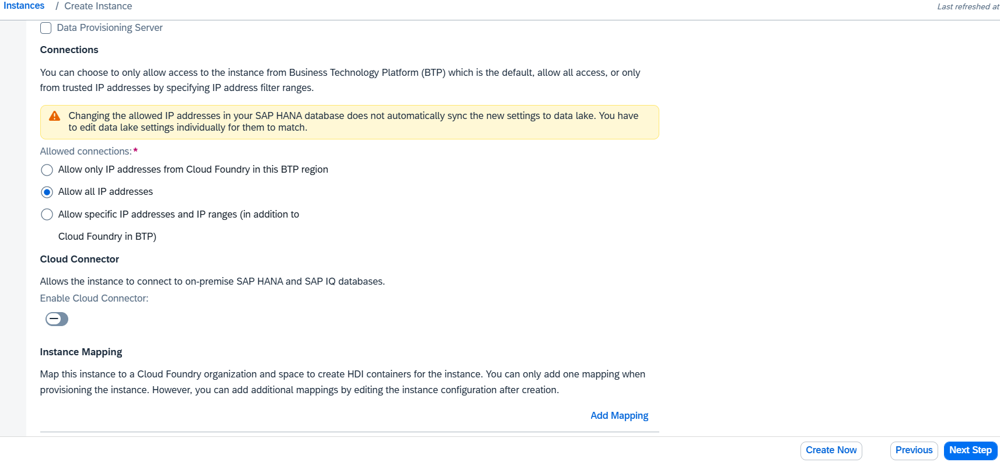 Instances / Create Instance
Last refreshed at
Data Provisioning Server
Connections
You can choose to only allow access to the instance from Business Technology Platform (BTP) which is the default, allow all access, or only
from trusted IP addresses by specifying IP address filter ranges.
Changing the allowed IP addresses in your SAP HANA database does not automatically sync the new settings to data lake. You have
to edit data lake settings individually for them to match.
Allowed connections:*
Allow only IP addresses from Cloud Foundry in this BTP region
Allow all IP addresses
Allow specific IP addresses and IP ranges (in addition to
Cloud Foundry in BTP)
Cloud Connector
Allows the instance to connect to on-premise SAP HANA and SAP IQ databases.
Enable Cloud Connector:
Instance Mapping
Map this instance to a Cloud Foundry organization and space to create HDI containers for the instance. You can only add one mapping when
provisioning the instance. However, you can add additional mappings by editing the instance configuration after creation.
Add Mapping
Create Now
Previous
Next Step